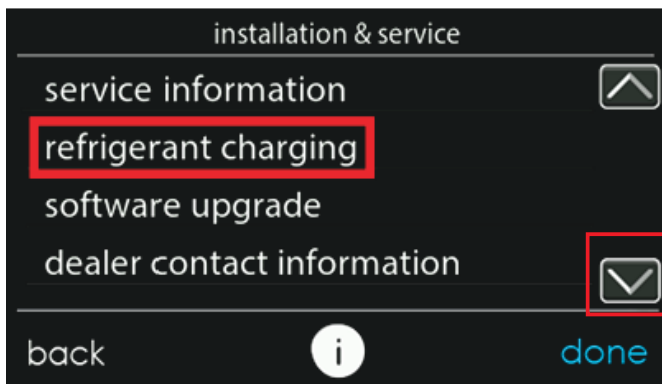 installation & service
service information
refrigerant charging
software upgrade
dealer contact information
back i done